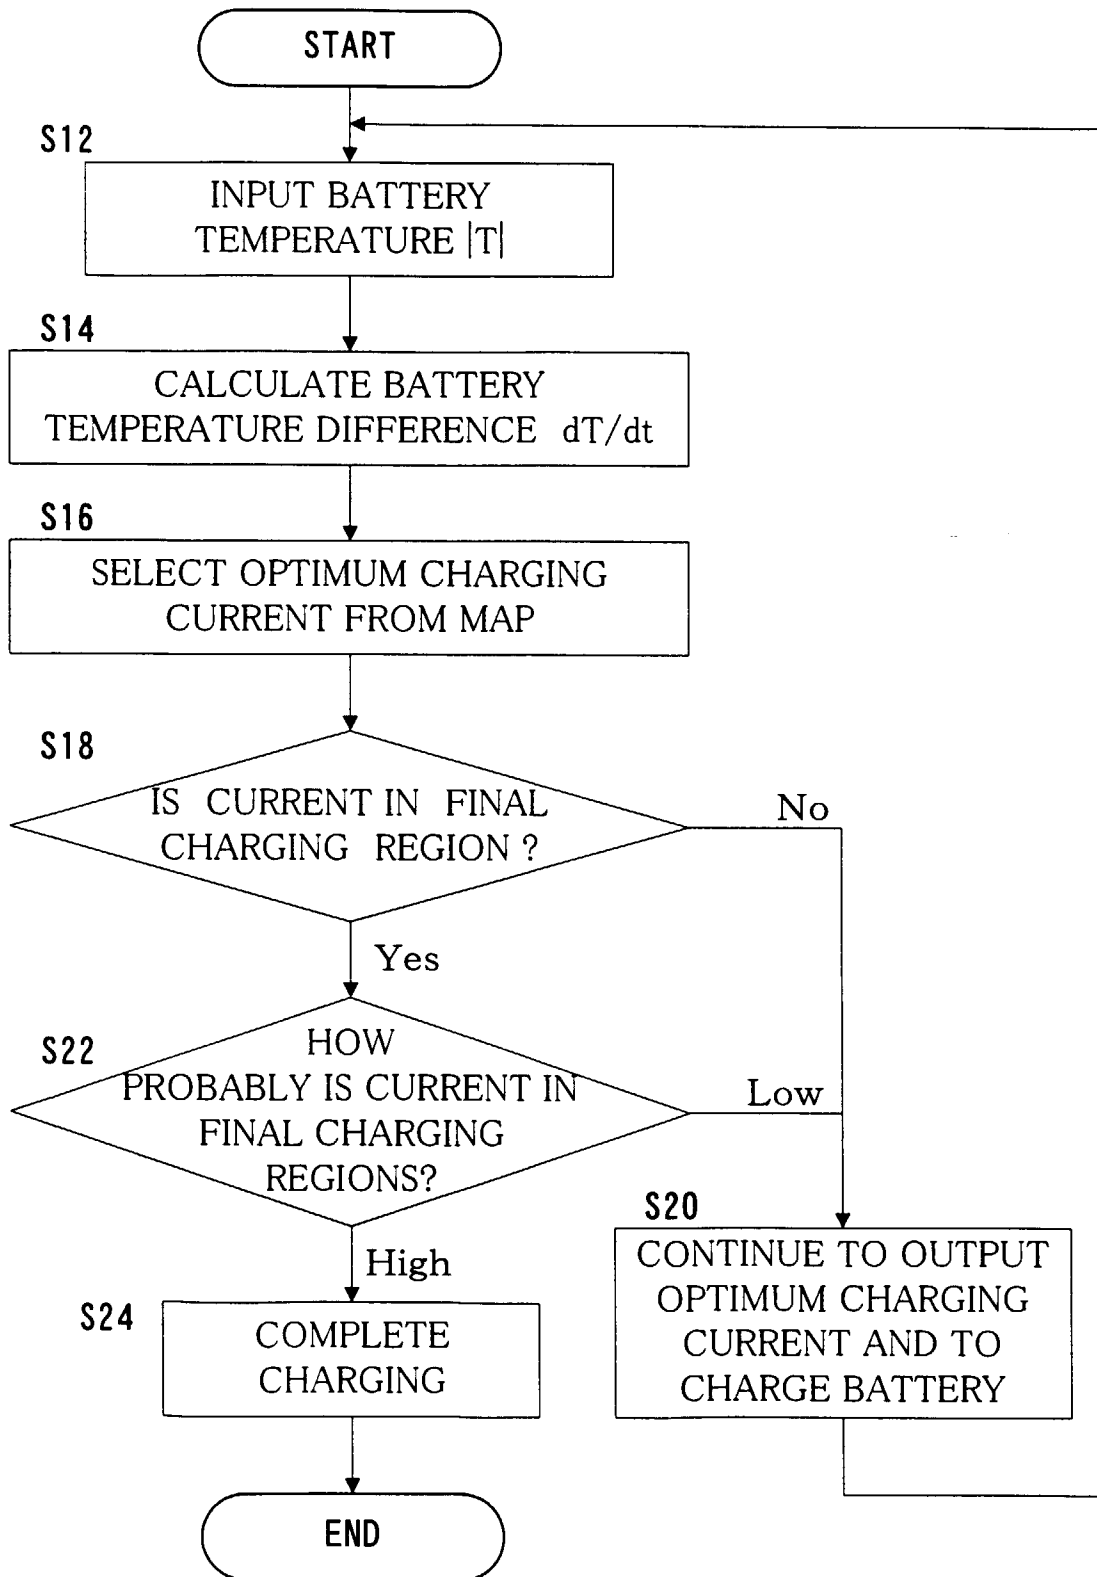 START
S12
INPUT BATTERY
TEMPERATURE |T|
S14
CALCULATE BATTERY
TEMPERATURE DIFFERENCE dT/dt
S16
SELECT OPTIMUM CHARGING
CURRENT FROM MAP
S18
IS CURRENT IN FINAL
CHARGING REGION ?
No
Yes
S22
HOW
PROBABLY IS CURRENT IN
FINAL CHARGING
REGIONS?
Low
High
S20
CONTINUE TO OUTPUT
OPTIMUM CHARGING
CURRENT AND TO
CHARGE BATTERY
S24
COMPLETE
CHARGING
END